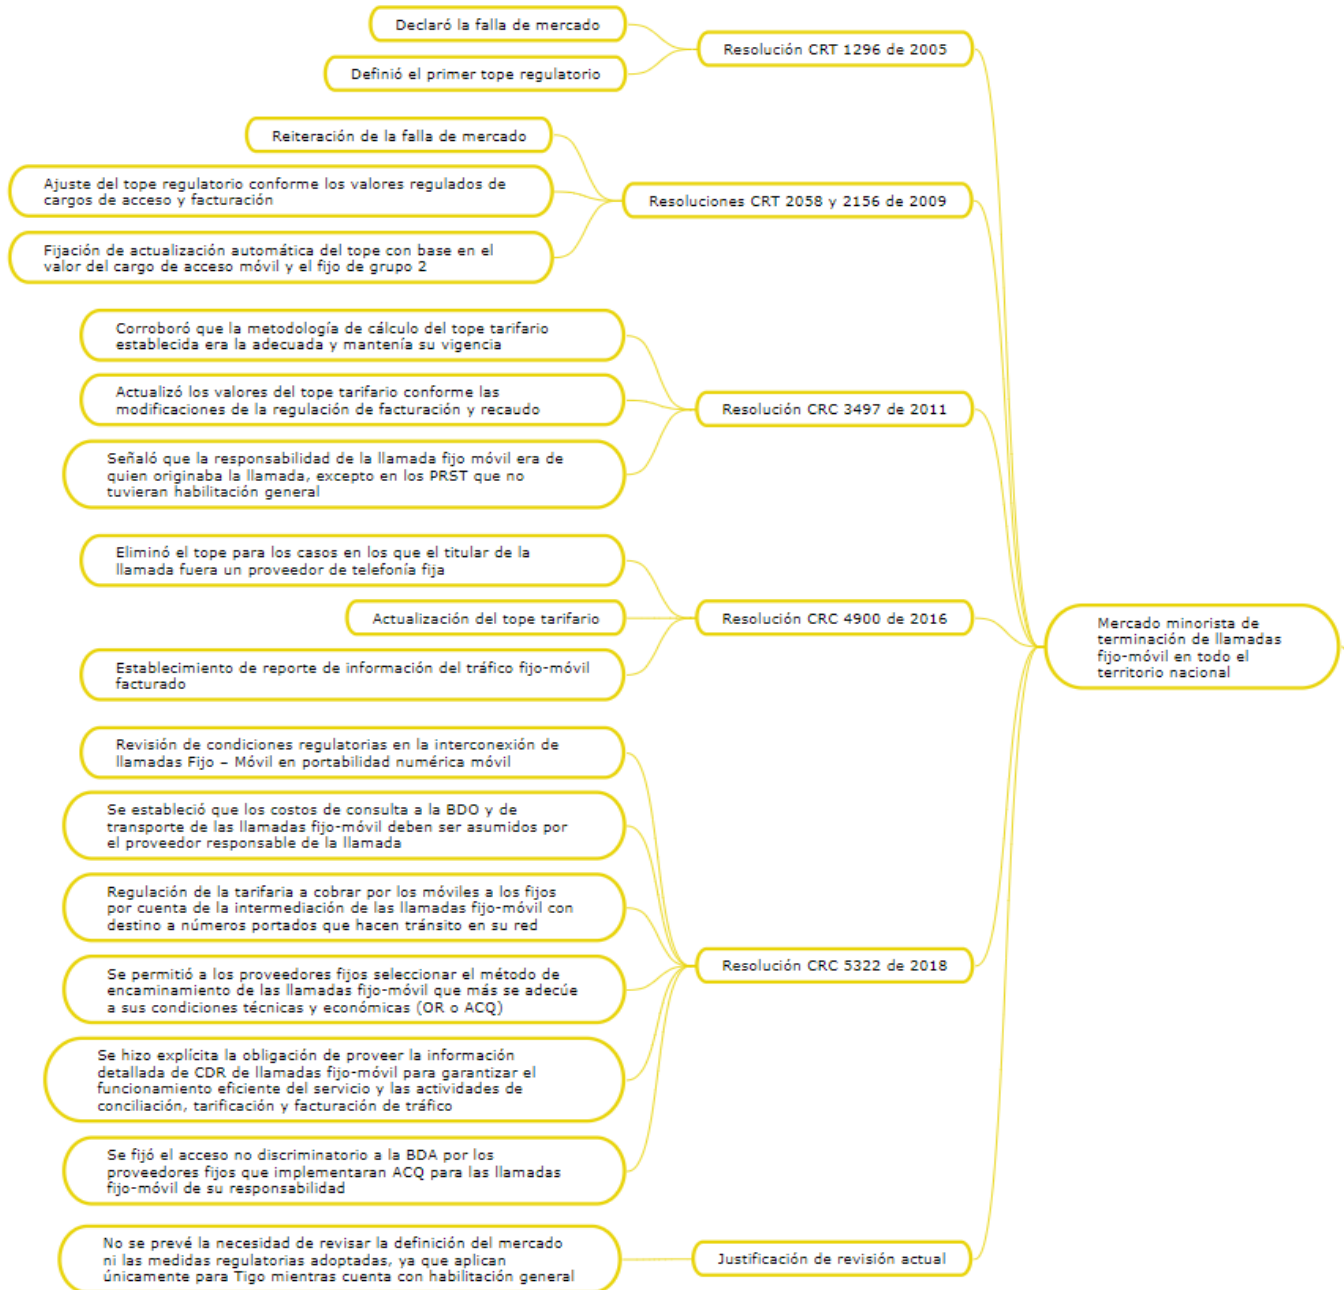 Declaró la falla de mercado
Definió el primer tope regulatorio
Resolución CRT 1296 de 2005
Reiteración de la falla de mercado
Ajuste del tope regulatorio conforme los valores regulados de
cargos de acceso y facturación
Fijación de actualización automática del tope con base en el
valor del cargo de acceso móvil y el fijo de grupo 2
Resoluciones CRT 2058 y 2156 de 2009
Corroboró que la metodología de cálculo del tope tarifario
establecida era la adecuada y mantenía su vigencia
Actualizó los valores del tope tarifario conforme las
modificaciones de la regulación de facturación y recaudo
Señaló que la responsabilidad de la llamada fijo móvil era de
quien originaba la llamada, excepto en los PRST que no
tuvieran habilitación general
Resolución CRC 3497 de 2011
Eliminó el tope para los casos en los que el titular de la
llamada fuera un proveedor de telefonía fija
Actualización del tope tarifario
Establecimiento de reporte de información del tráfico fijo-móvil
facturado
Resolución CRC 4900 de 2016
Revisión de condiciones regulatorias en la interconexión de
llamadas Fijo – Móvil en portabilidad numérica móvil
Se estableció que los costos de consulta a la BDO y de
transporte de las llamadas fijo-móvil deben ser asumidos por
el proveedor responsable de la llamada
Regulación de la tarifaria a cobrar por los móviles a los fijos
por cuenta de la intermediación de las llamadas fijo-móvil con
destino a números portados que hacen tránsito en su red
Se permitió a los proveedores fijos seleccionar el método de
encaminamiento de las llamadas fijo-móvil que más se adecúe
a sus condiciones técnicas y económicas (OR o ACQ)
Se hizo explícita la obligación de proveer la información
detallada de CDR de llamadas fijo-móvil para garantizar el
funcionamiento eficiente del servicio y las actividades de
conciliación, tarificación y facturación de tráfico
Se fijó el acceso no discriminatorio a la BDA por los
proveedores fijos que implementaran ACQ para las llamadas
fijo-móvil de su responsabilidad
Resolución CRC 5322 de 2018
No se prevé la necesidad de revisar la definición del mercado
ni las medidas regulatorias adoptadas, ya que aplican
únicamente para Tigo mientras cuenta con habilitación general
Justificación de revisión actual
Mercado minorista de
terminación de llamadas
fijo-móvil en todo el
territorio nacional